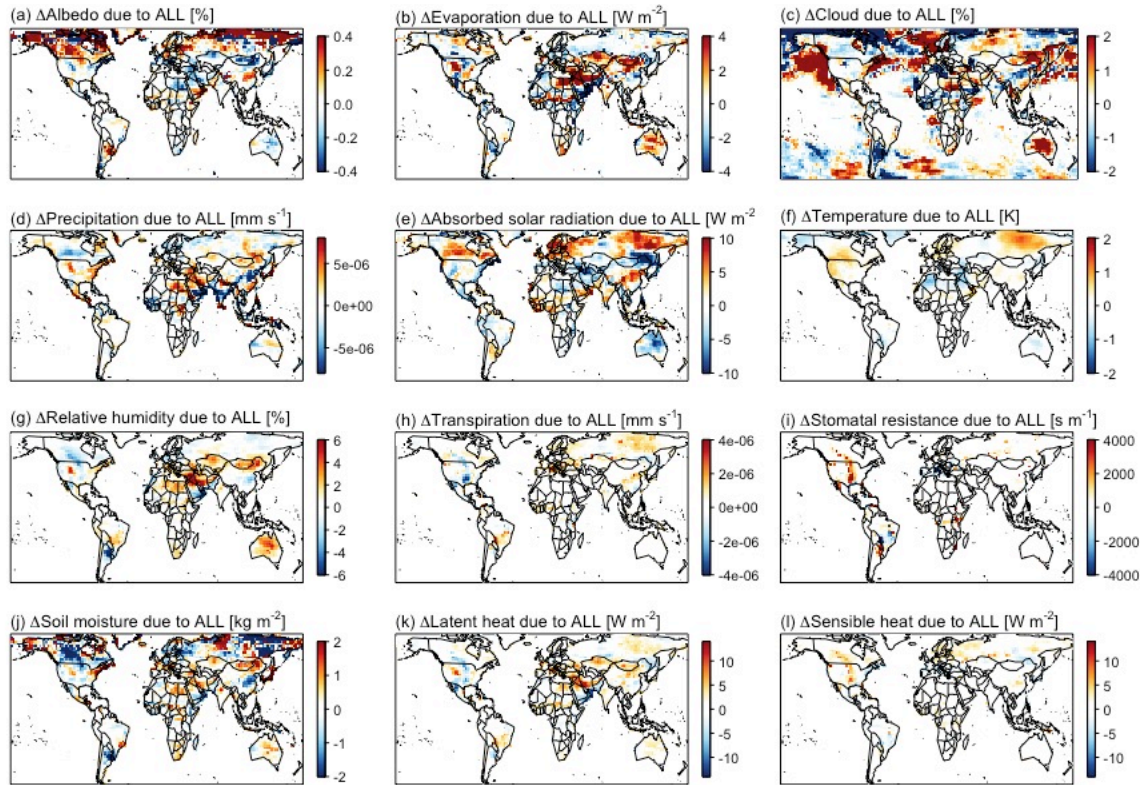 (a) ΔAlbedo due to ALL [%]
(b) ΔEvaporation due to ALL [W m⁻²]
(c) ΔCloud due to ALL [%]
0.4
0.2
0.0
-0.2
-0.4
4
2
0
-2
-4
2
1
0
-1
-2
(d) ΔPrecipitation due to ALL [mm s⁻¹]
(e) ΔAbsorbed solar radiation due to ALL [W m⁻²
(f) ΔTemperature due to ALL [K]
5e-06
0e+00
-5e-06
10
5
0
-5
-10
2
1
0
-1
-2
(g) ΔRelative humidity due to ALL [%]
(h) ΔTranspiration due to ALL [mm s⁻¹]
(i) ΔStomatal resistance due to ALL [s m⁻¹]
6
4
2
0
-2
-4
-6
4e-06
2e-06
0e+00
-2e-06
-4e-06
4000
2000
0
-2000
-4000
(j) ΔSoil moisture due to ALL [kg m⁻²]
(k) ΔLatent heat due to ALL [W m⁻²]
(l) ΔSensible heat due to ALL [W m⁻²]
2
1
0
-1
-2
10
5
0
-5
-10
10
5
0
-5
-10